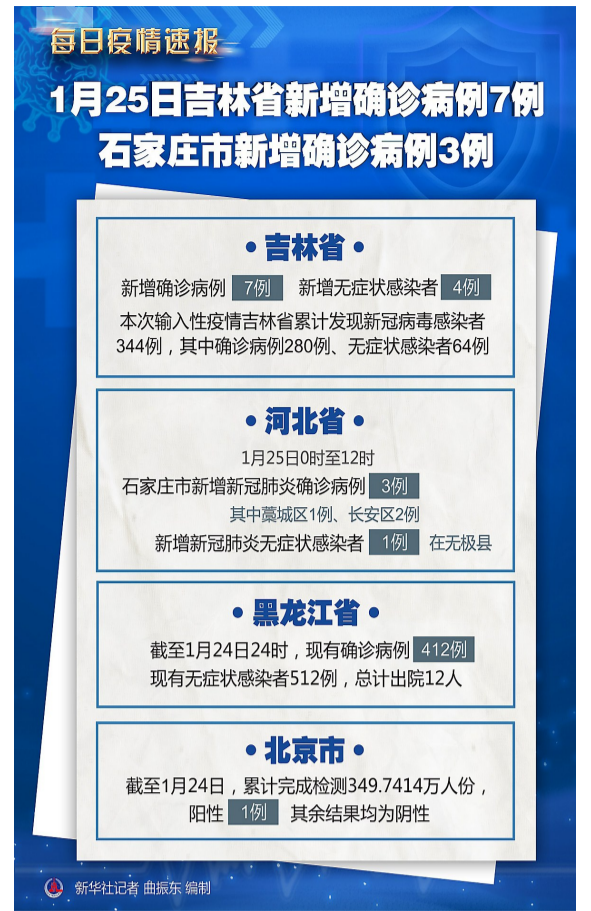 每日疫情速报
1月25日吉林省新增确诊病例7例
石家庄市新增确诊病例3例
• 吉林省 •
新增确诊病例 7例 新增无症状感染者 4例
本次输入性疫情吉林省累计发现新冠病毒感染者
344例，其中确诊病例280例、无症状感染者64例
• 河北省 •
1月25日0时至12时
石家庄市新增新冠肺炎确诊病例 3例
其中藁城区1例、长安区2例
新增新冠肺炎无症状感染者 1例 在无极县
• 黑龙江省 •
截至1月24日24时，现有确诊病例 412例
现有无症状感染者512例，总计出院12人
• 北京市 •
截至1月24日，累计完成检测349.7414万人份，
阳性 1例 其余结果均为阴性
新华社记者 曲振东 编制